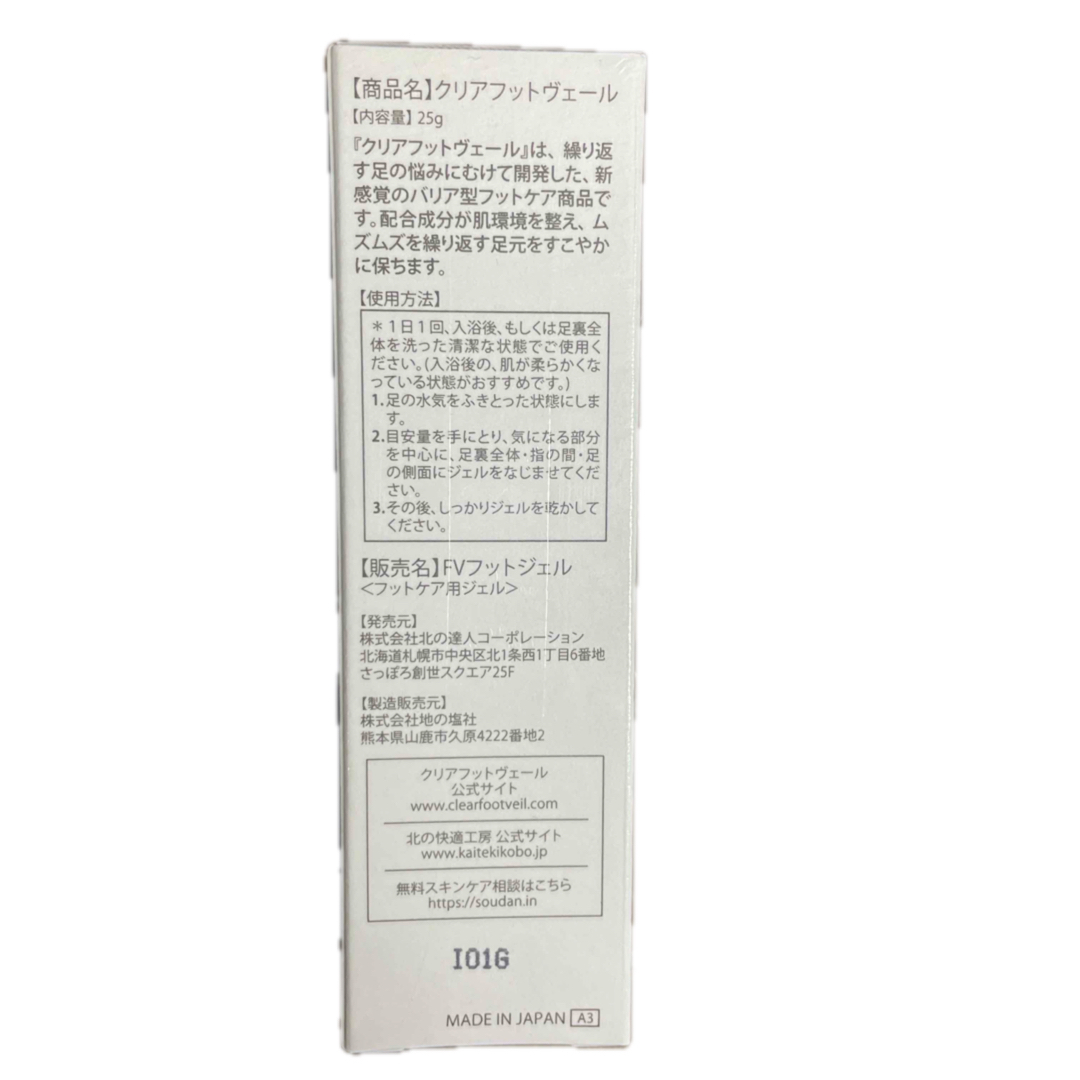 【商品名】クリアフットヴェール
【内容量】25g
『クリアフットヴェール』は、繰り返
す足の悩みにむけて開発した、新
感覚のバリア型フットケア商品で
す。配合成分が肌環境を整え、ム
ズムズを繰り返す足元をすこやか
に保ちます。
【使用方法】
＊1日1回、入浴後、もしくは足裏全
体を洗った清潔な状態でご使用く
ださい。(入浴後の、肌が柔らかくな
っている状態がおすすめです。)
1.足の水気をふきとった状態にしま
す。
2.目安量を手にとり、気になる部分
を中心に、足裏全体・指の間・足
の側面にジェルをなじませてくだ
さい。
3.その後、しっかりジェルを乾かして
ください。
【販売名】FVフットジェル
＜フットケア用ジェル＞
【発売元】
株式会社北の達人コーポレーション
北海道札幌市中央区北1条西1丁目6番地
さっぽろ創世スクエア25F
【製造販売元】
株式会社地の塩社
熊本県山鹿市久原4222番地2
クリアフットヴェール
公式サイト
www.clearfootveil.com
北の快適工房 公式サイト
www.kaitekikobo.jp
無料スキンケア相談はこちら
https://soudan.in
I01G
MADE IN JAPAN A3